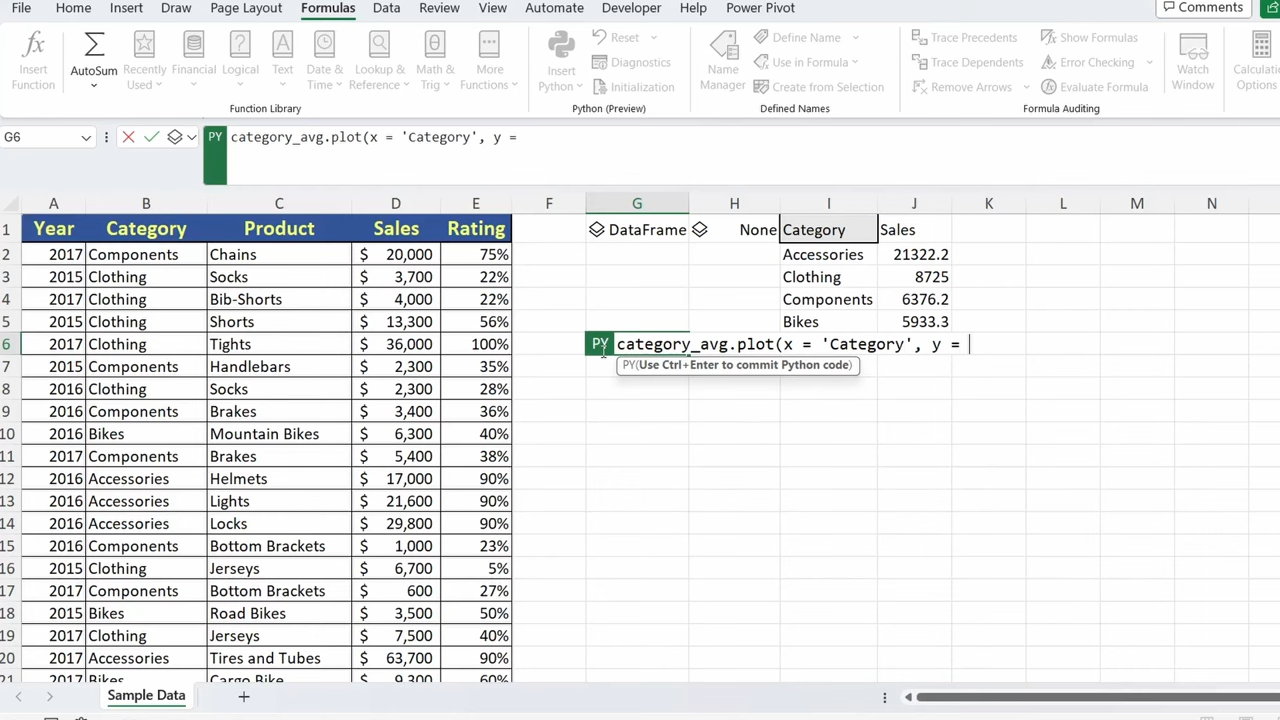 File Home Insert Draw Page Layout Formulas Data Review View Automate Developer Help Power Pivot Comments
fx Insert Function
Σ AutoSum
Recently Used
Financial
Logical
Text
Date & Time
Lookup & Reference
Math & Trig
More Functions
Function Library
Insert Python
Reset
Diagnostics
Initialization
Python (Preview)
Name Manager
Define Name
Use in Formula
Create from Selection
Defined Names
Trace Precedents
Trace Dependents
Remove Arrows
Show Formulas
Error Checking
Evaluate Formula
Formula Auditing
Watch Window
Options
G6 PY category_avg.plot(x = 'Category', y =
A B C D E F G H I J K L M N
1 Year Category Product Sales Rating DataFrame None Category Sales
2 2017 Components Chains $ 20,000 75% Accessories 21322.2
3 2015 Clothing Socks $ 3,700 22% Clothing 8725
4 2017 Clothing Bib-Shorts $ 4,000 22% Components 6376.2
5 2015 Clothing Shorts $ 13,300 56% Bikes 5933.3
6 2017 Clothing Tights $ 36,000 100% PY category_avg.plot(x = 'Category', y =
7 2015 Components Handlebars $ 2,300 35% PY(Use Ctrl+Enter to commit Python code)
8 2016 Clothing Socks $ 2,300 28%
9 2016 Components Brakes $ 3,400 36%
10 2016 Bikes Mountain Bikes $ 6,300 40%
11 2017 Components Brakes $ 5,400 38%
12 2016 Accessories Helmets $ 17,000 90%
13 2016 Accessories Lights $ 21,600 90%
14 2016 Accessories Locks $ 29,800 90%
15 2016 Components Bottom Brackets $ 1,000 23%
16 2015 Clothing Jerseys $ 6,700 5%
17 2017 Components Bottom Brackets $ 600 27%
18 2015 Bikes Road Bikes $ 3,500 50%
19 2017 Clothing Jerseys $ 7,500 40%
20 2017 Accessories Tires and Tubes $ 63,700 90%
21 2017 Bikes Cargo Bike $ 9,300 60%
Sample Data